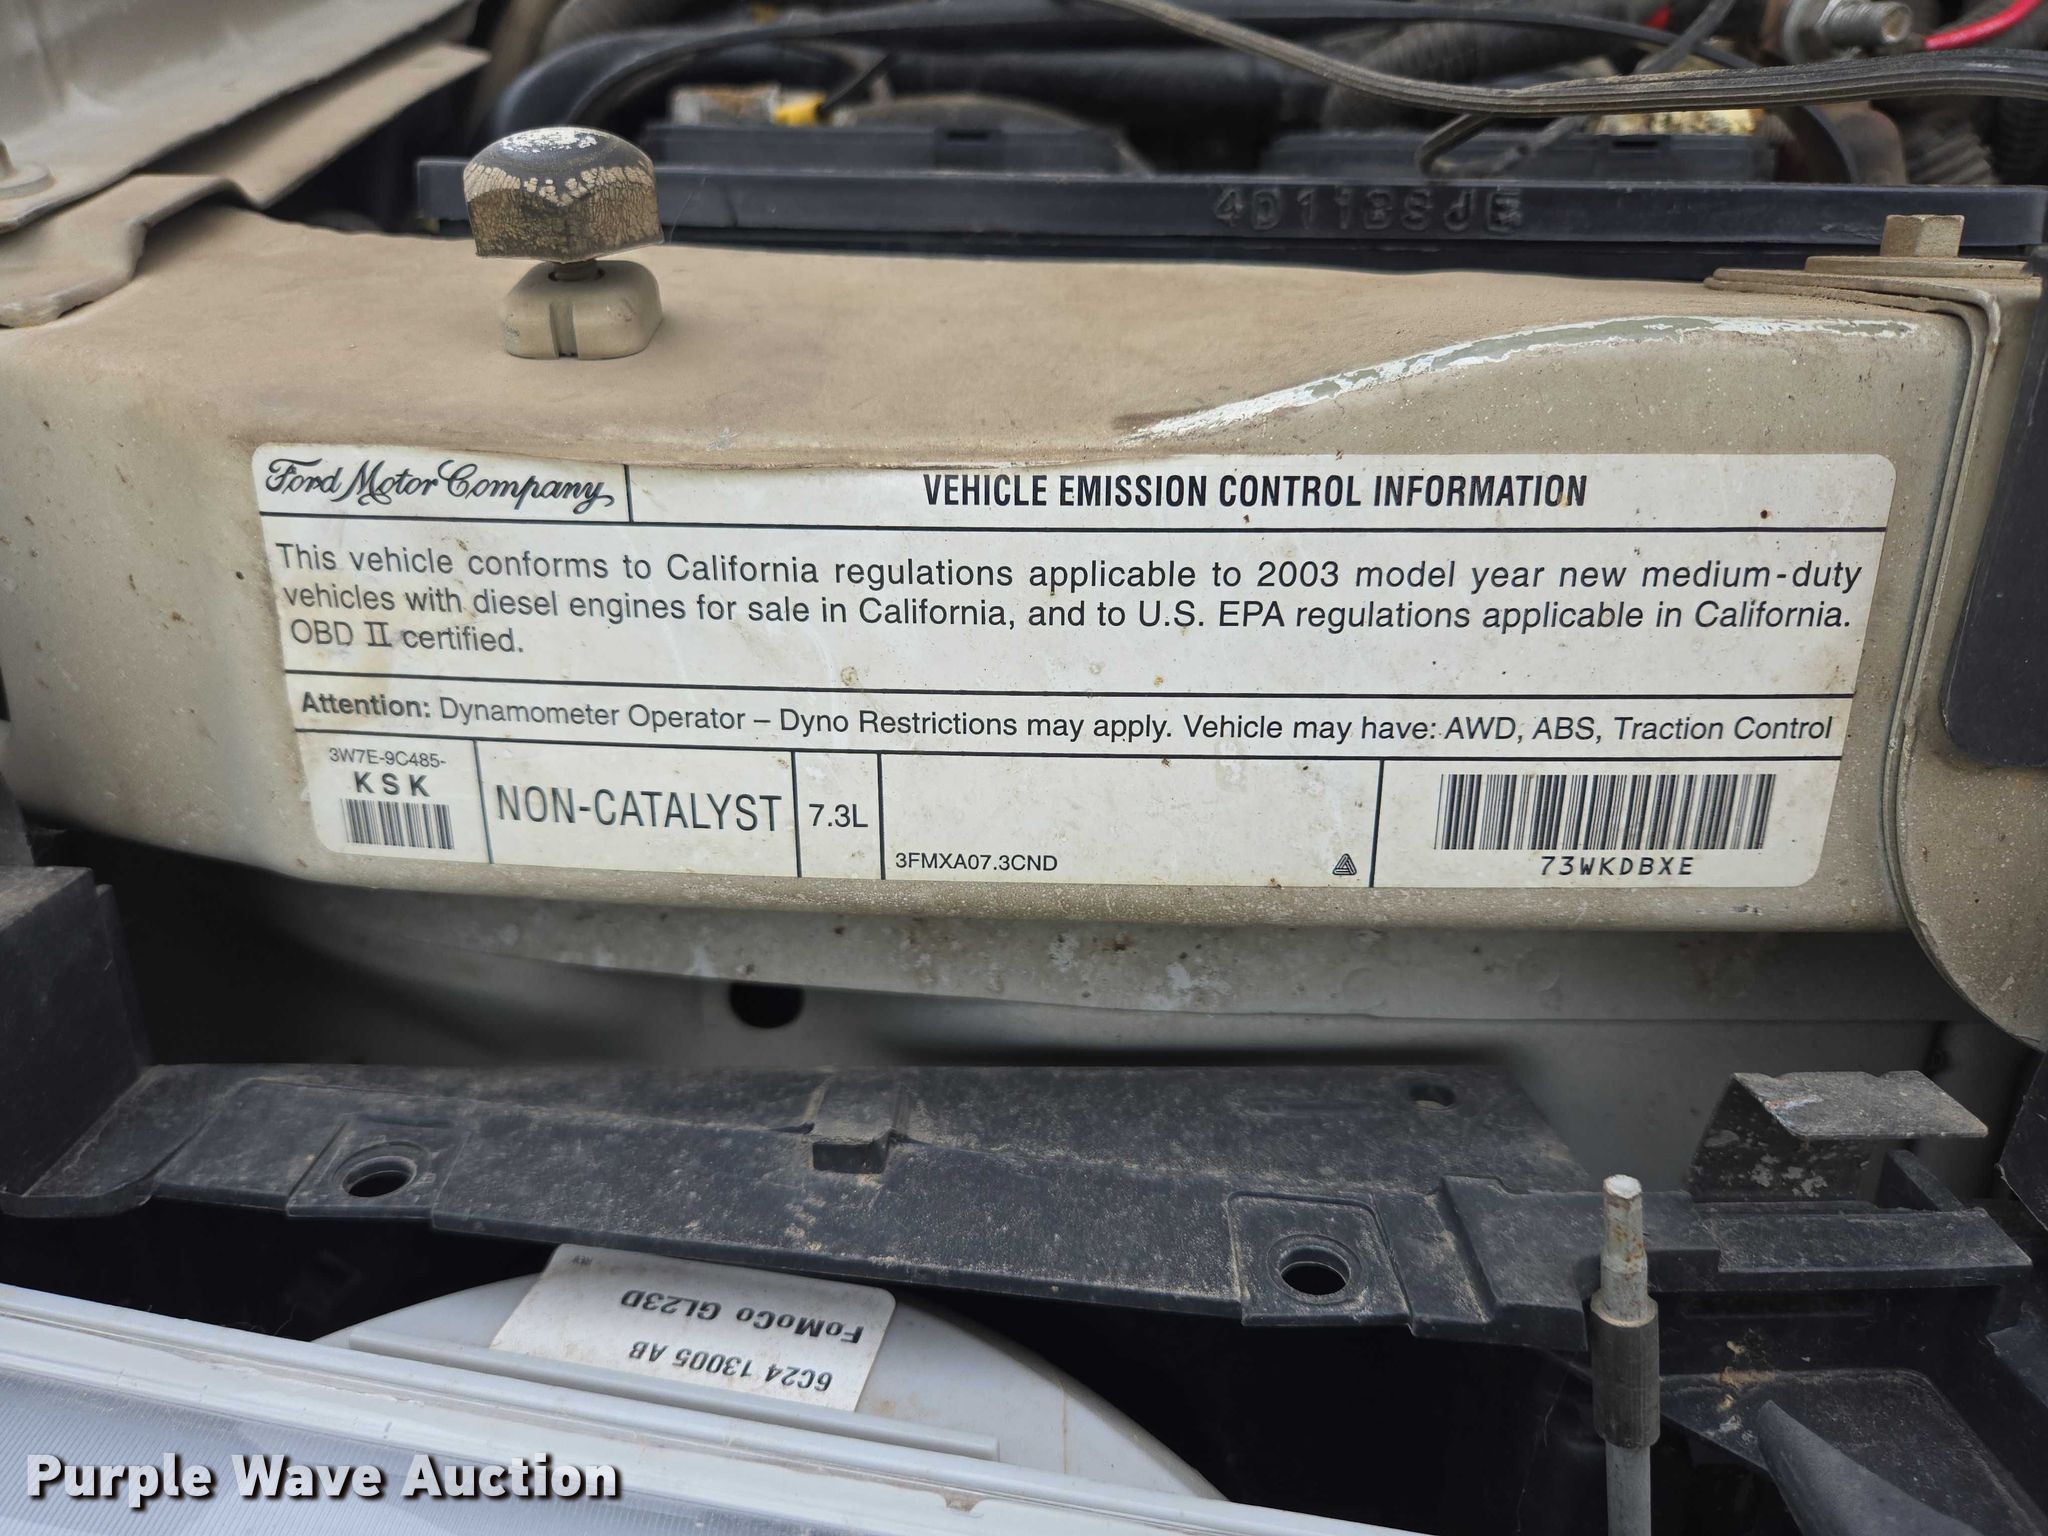 4D113SJE
Ford Motor Company
VEHICLE EMISSION CONTROL INFORMATION
This vehicle conforms to California regulations applicable to 2003 model year new medium-duty
vehicles with diesel engines for sale in California, and to U.S. EPA regulations applicable in California.
OBD II certified.
Attention: Dynamometer Operator – Dyno Restrictions may apply. Vehicle may have: AWD, ABS, Traction Control
3W7E-9C485-
KSK
NON-CATALYST
7.3L
3FMXA07.3CND
73WKDBXE
6C24 13005 AB
FoMoCo GL23D
Purple Wave Auction